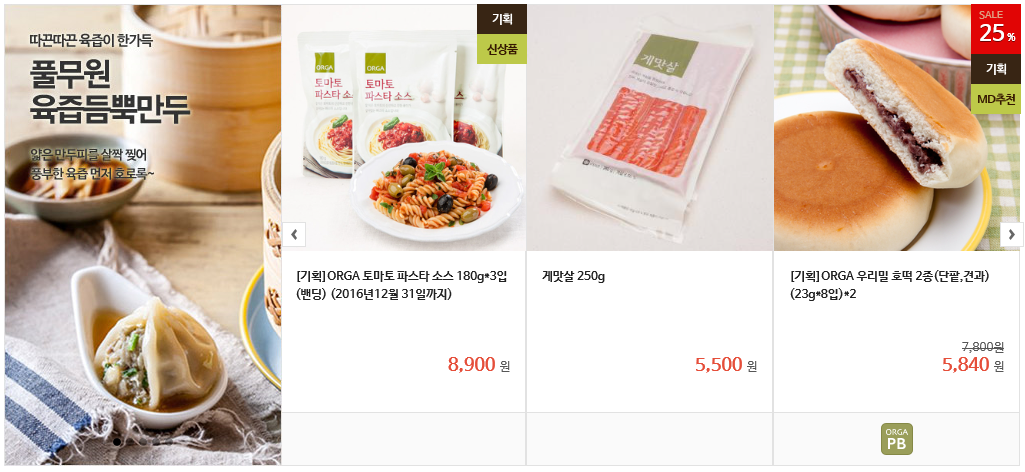 따끈따끈 육즙이 한가득
풀무원
육즙듬뿍만두
얇은 만두피를 살짝 찢어
풍부한 육즙 먼저 호로록~
기획
신상품
ORGA
토마토
파스타 소스
ORGA
토마토
파스타 소스
[기획]ORGA 토마토 파스타 소스 180g*3입
(밴딩) (2016년12월 31일까지)
8,900 원
게맛살
게맛살 250g
5,500 원
SALE
25 %
기획
MD추천
[기획]ORGA 우리밀 호떡 2종(단팥,견과)
(23g*8입)*2
7,800원
5,840 원
ORGA
PB